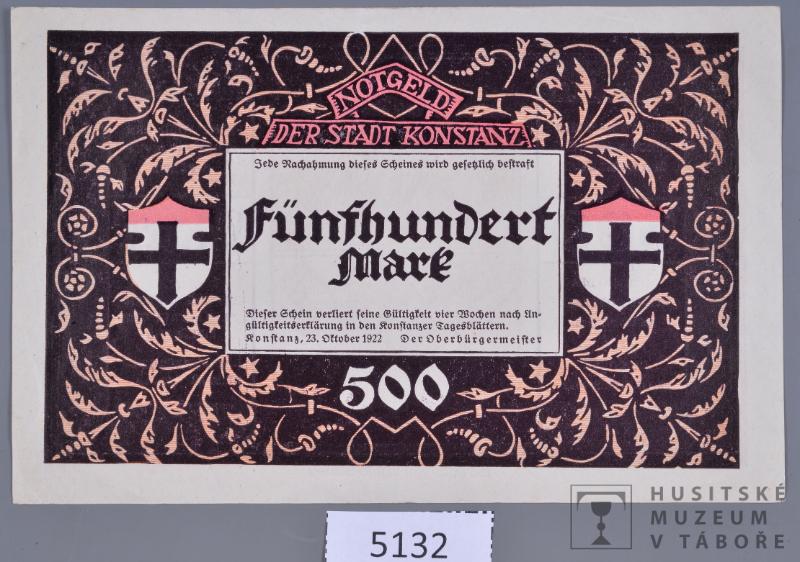 NOTGELD
DER STADT KONSTANZ
Jede Nachahmung dieses Scheines wird gesetzlich bestraft
Fünfhundert
Mark
Dieser Schein verliert seine Gültigkeit vier Wochen nach Un-
gültigkeitserklärung in den Konstanzer Tagesblättern.
Konstanz, 23. Oktober 1922 Der Oberbürgermeister
500
HUSITSKÉ
MUZEUM
V TÁBOŘE
5132